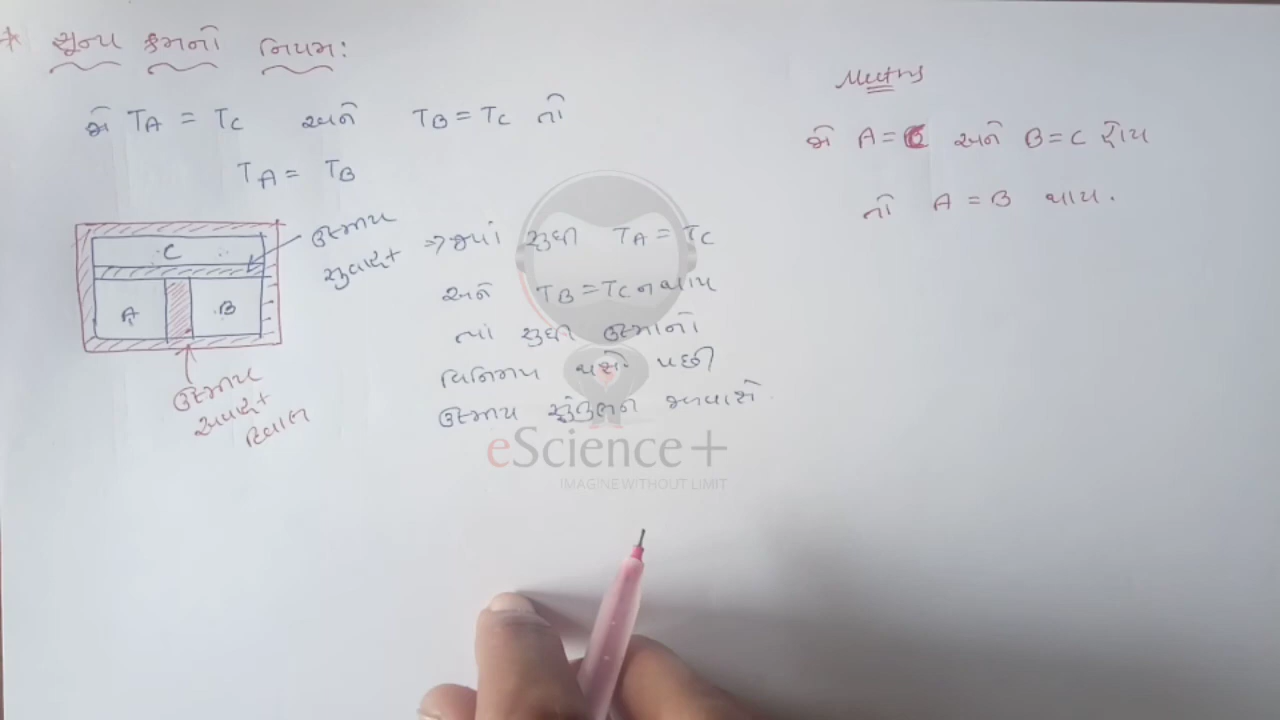 * શૂન્ય ક્રમનો નિયમ:
જો TA = TC અને TB = TC તો
TA = TB
C
A
B
ઉષ્મીય
સુવાહક
ઉષ્મીય
અવાહક
દિવાલ
⇒ જ્યાં સુધી TA = TC
અને TB = TC ન થાય
ત્યાં સુધી ઉષ્માનો
વિનિમય થશે પછી
ઉષ્મીય સંતુલન જળવાશે.
Maths
જો A = C અને B = C હોય
તો A = B થાય.
eScience+
IMAGINE WITHOUT LIMIT